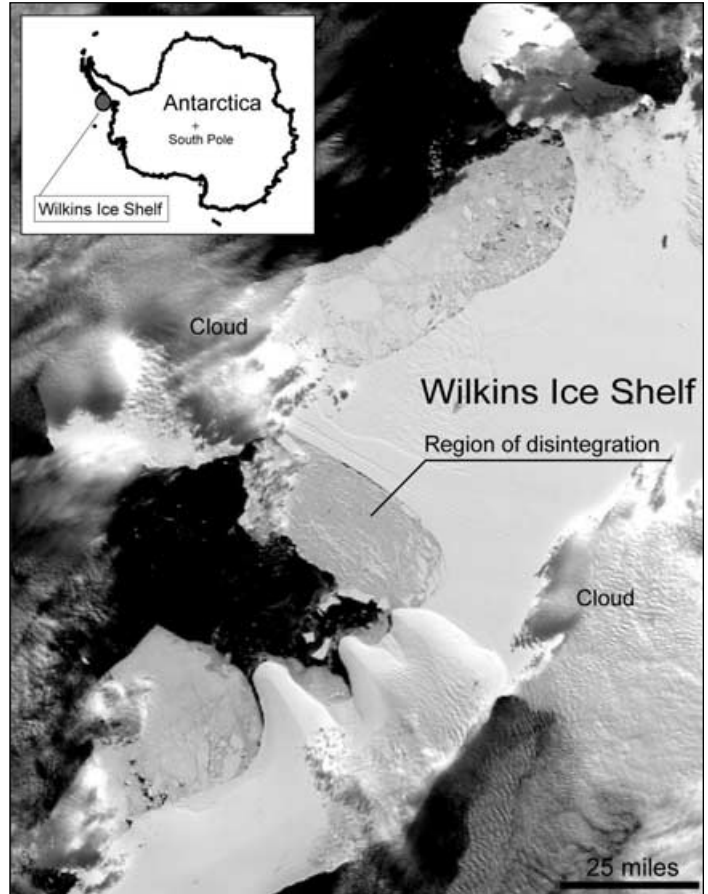 Antarctica
+
South Pole
Wilkins Ice Shelf
Cloud
Wilkins Ice Shelf
Region of disintegration
Cloud
25 miles